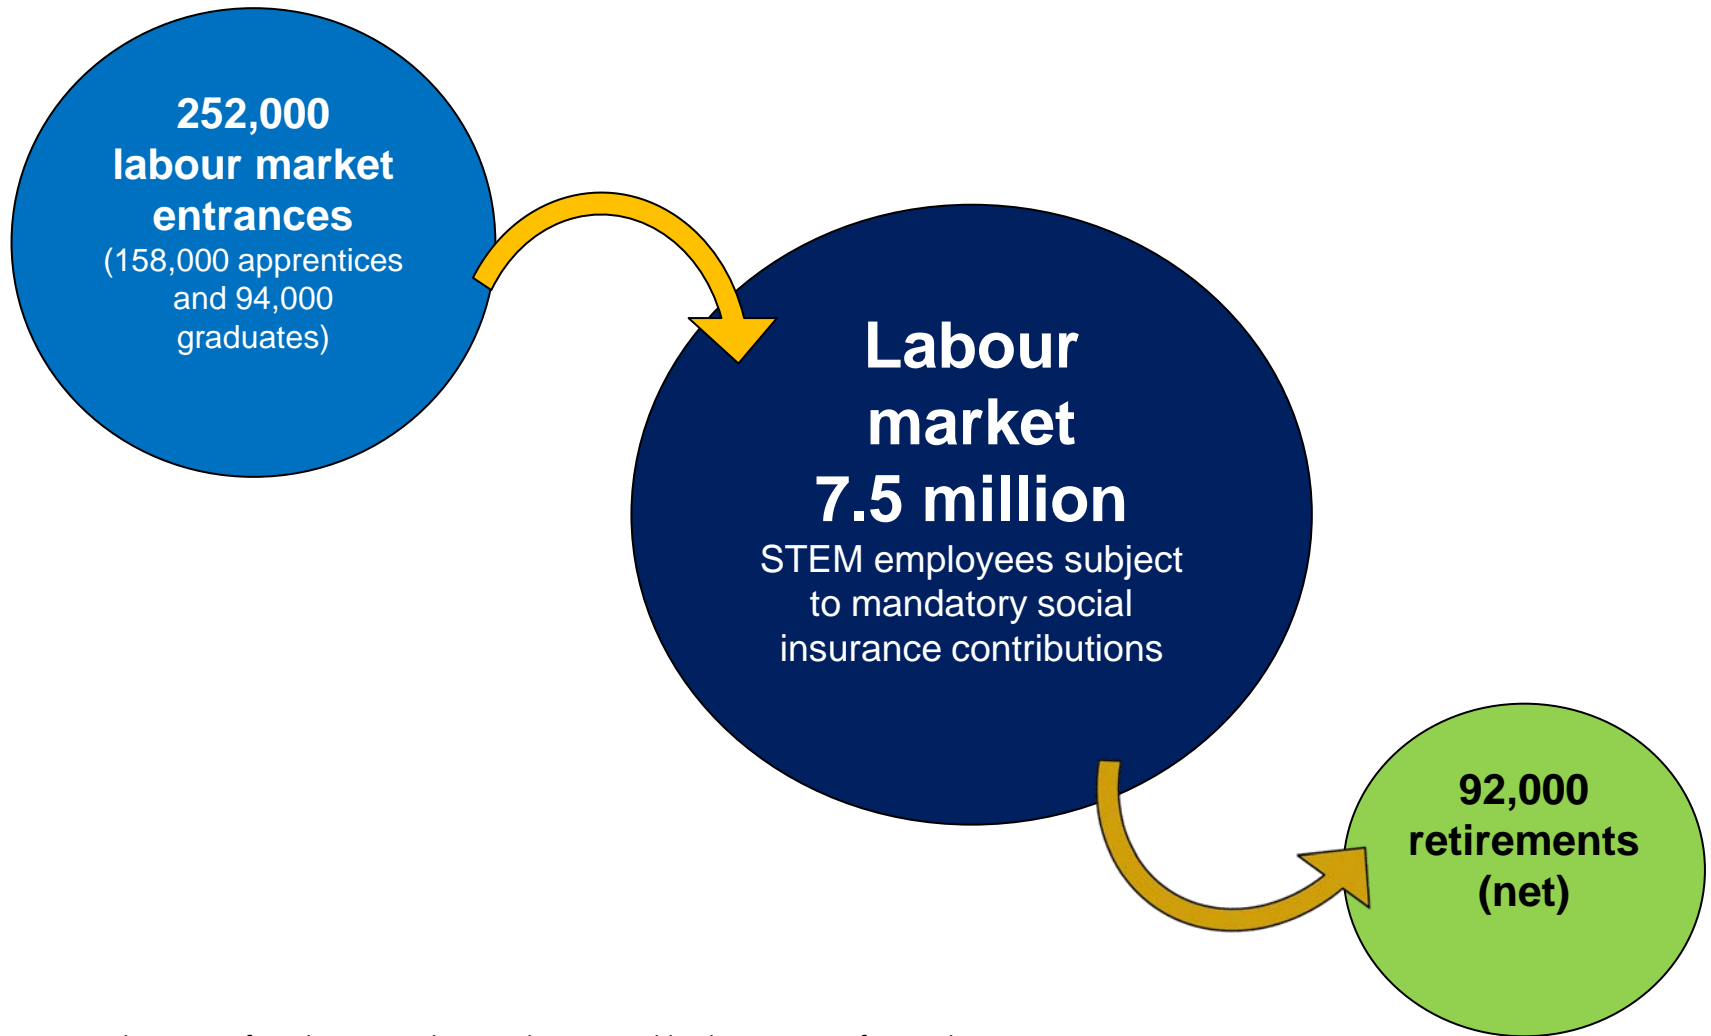 252,000
labour market
entrances
(158,000 apprentices
and 94,000
graduates)
Labour
market
7.5 million
STEM employees subject
to mandatory social
insurance contributions
92,000
retirements
(net)